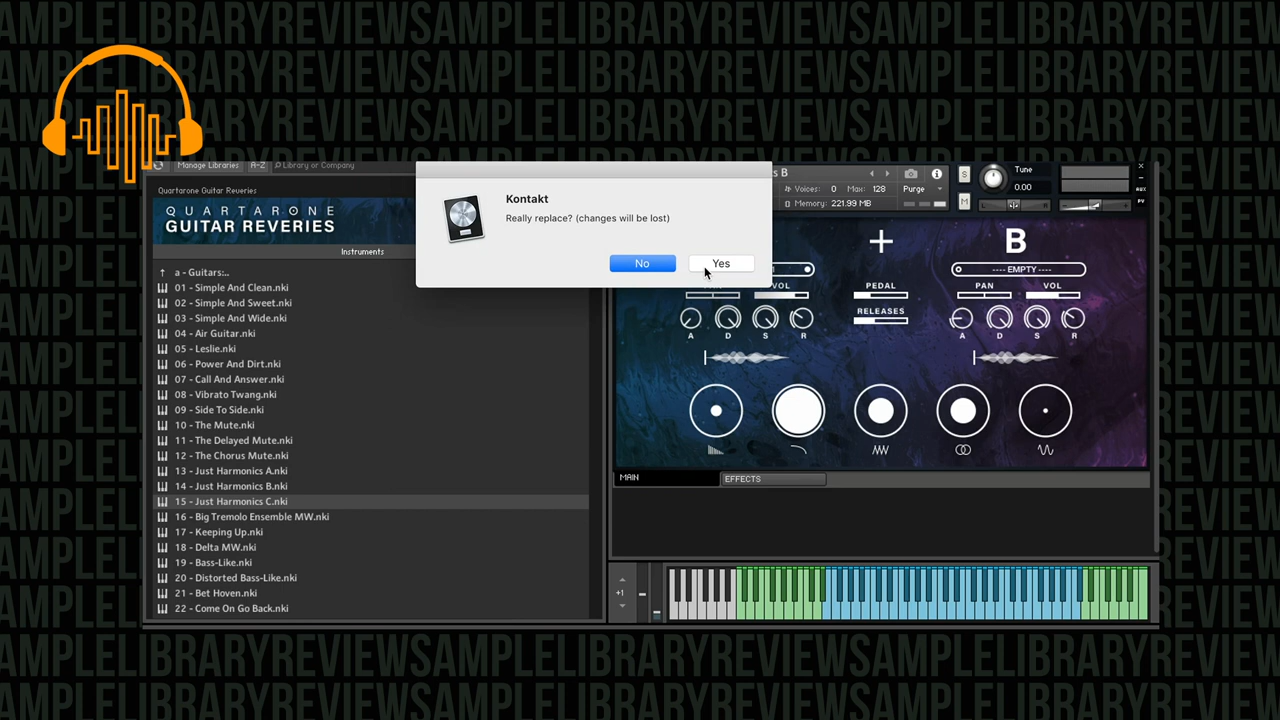 SAMPLELIBRARYREVIEWSAMPLELIBRARYREVIEWSAMPLELIBRARYREVIEW
Manage Libraries A-Z Library or Company
Quartarone Guitar Reveries
QUARTARONE
GUITAR REVERIES
Instruments
a - Guitars:..
01 - Simple And Clean.nki
02 - Simple And Sweet.nki
03 - Simple And Wide.nki
04 - Air Guitar.nki
05 - Leslie.nki
06 - Power And Dirt.nki
07 - Call And Answer.nki
08 - Vibrato Twang.nki
09 - Side To Side.nki
10 - The Mute.nki
11 - The Delayed Mute.nki
12 - The Chorus Mute.nki
13 - Just Harmonics A.nki
14 - Just Harmonics B.nki
15 - Just Harmonics C.nki
16 - Big Tremolo Ensemble MW.nki
17 - Keeping Up.nki
18 - Delta MW.nki
19 - Bass-Like.nki
20 - Distorted Bass-Like.nki
21 - Bet Hoven.nki
22 - Come On Go Back.nki
Kontakt
Really replace? (changes will be lost)
No Yes
s B
Voices: 0 Max: 128 Purge
Memory: 221.99 MB
S
M
Tune
0.00
L R
AUX
PV
+ B
---- EMPTY ----
VOL PEDAL PAN VOL
RELEASES
A D S R A D S R
MAIN EFFECTS
+1